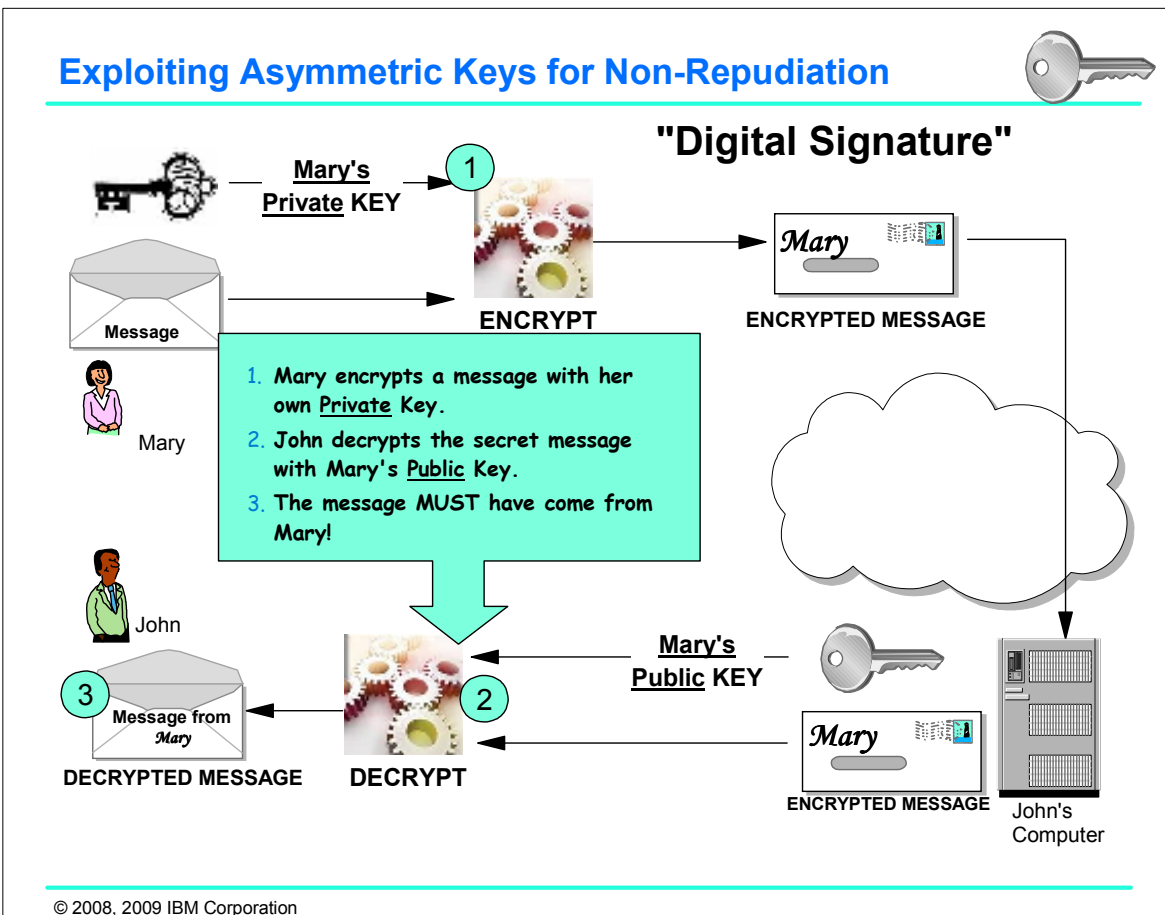 Exploiting Asymmetric Keys for Non-Repudiation
"Digital Signature"
Mary's
Private KEY
1
Message
ENCRYPT
Mary
ENCRYPTED MESSAGE
Mary
1. Mary encrypts a message with her
own Private Key.
2. John decrypts the secret message
with Mary's Public Key.
3. The message MUST have come from
Mary!
John
Mary's
Public KEY
3
Message from
Mary
DECRYPTED MESSAGE
2
DECRYPT
Mary
ENCRYPTED MESSAGE
John's
Computer
© 2008, 2009 IBM Corporation